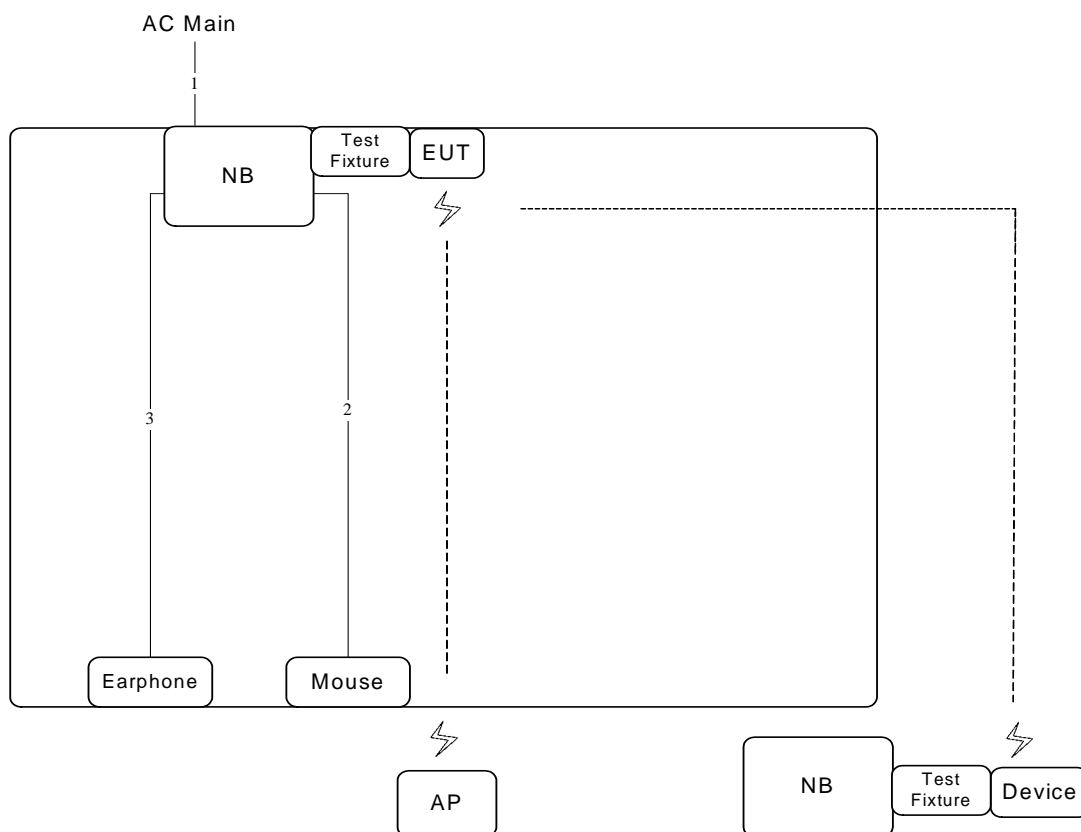 AC Main
1
NB
Test
Fixture
EUT
3
2
Earphone
Mouse
AP
NB
Test
Fixture
Device